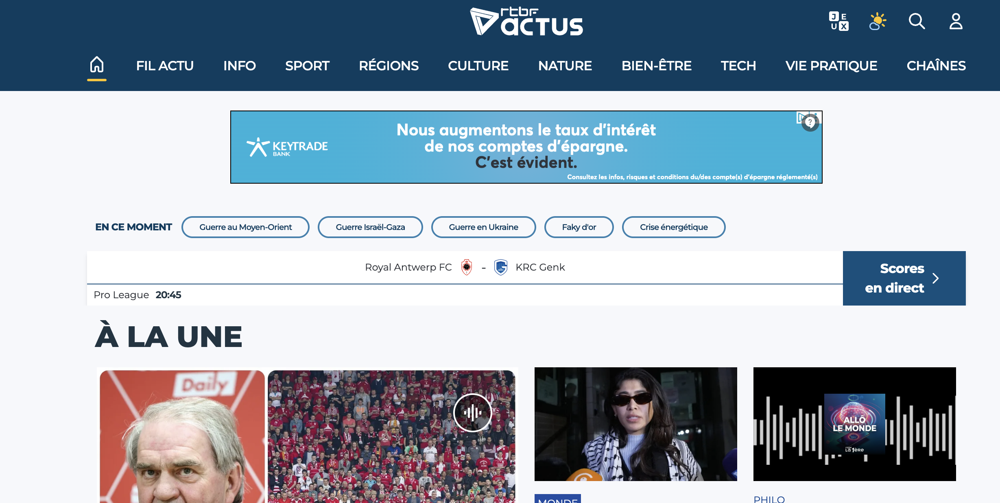 rtbf
actus
J E
U X
FIL ACTU
INFO
SPORT
RÉGIONS
CULTURE
NATURE
BIEN-ÊTRE
TECH
VIE PRATIQUE
CHAÎNES
KEYTRADE
BANK
Nous augmentons le taux d'intérêt
de nos comptes d'épargne.
C'est évident.
Consultez les infos, risques et conditions du/des compte(s) d'épargne réglementé(s)
EN CE MOMENT
Guerre au Moyen-Orient
Guerre Israël-Gaza
Guerre en Ukraine
Faky d'or
Crise énergétique
Royal Antwerp FC - KRC Genk
Pro League 20:45
Scores
en direct
À LA UNE
Daily
ALLÔ
LE MONDE
rtbf
LA 1ÈRE
MONDE
PHILO